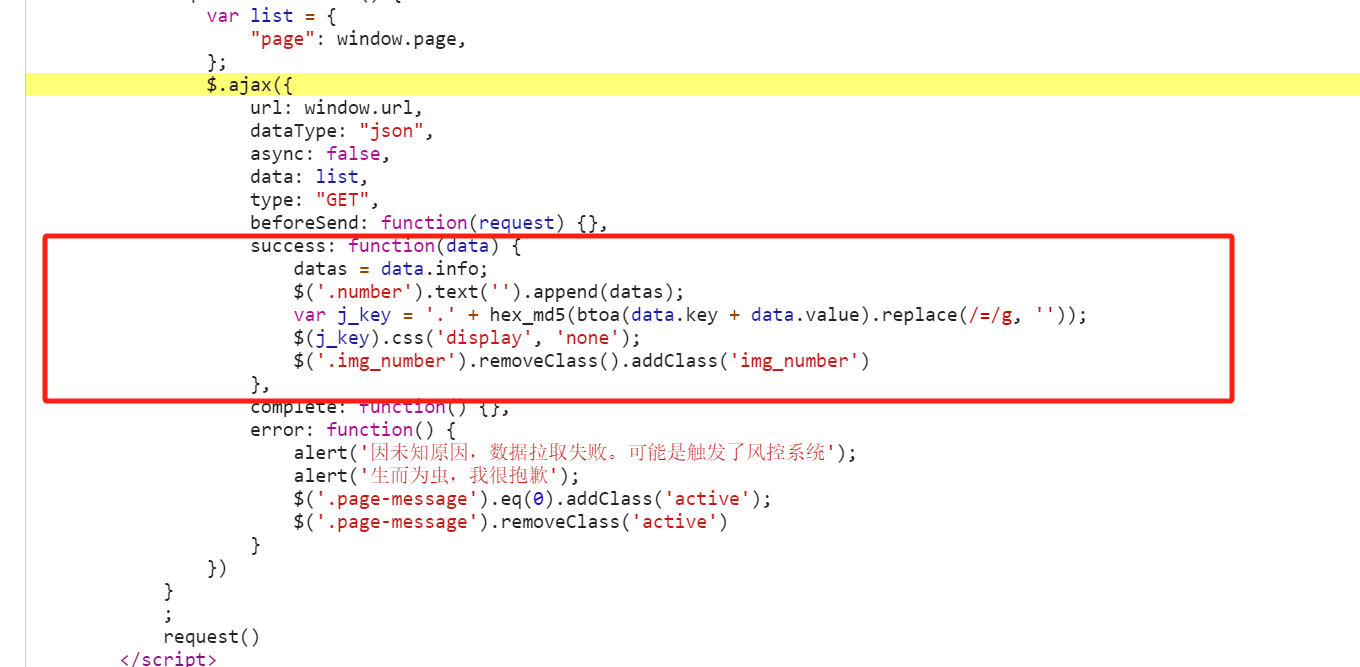 var list = {
"page": window.page,
};
$.ajax({
url: window.url,
dataType: "json",
async: false,
data: list,
type: "GET",
beforeSend: function(request) {},
success: function(data) {
datas = data.info;
$('.number').text('').append(datas);
var j_key = '.' + hex_md5(btoa(data.key + data.value).replace(/=/g, ''));
$(j_key).css('display', 'none');
$('.img_number').removeClass().addClass('img_number')
},
complete: function() {},
error: function() {
alert('因未知原因，数据拉取失败。可能是触发了风控系统');
alert('生而为虫，我很抱歉');
$('.page-message').eq(0).addClass('active');
$('.page-message').removeClass('active')
}
})
}
;
request()
</script>